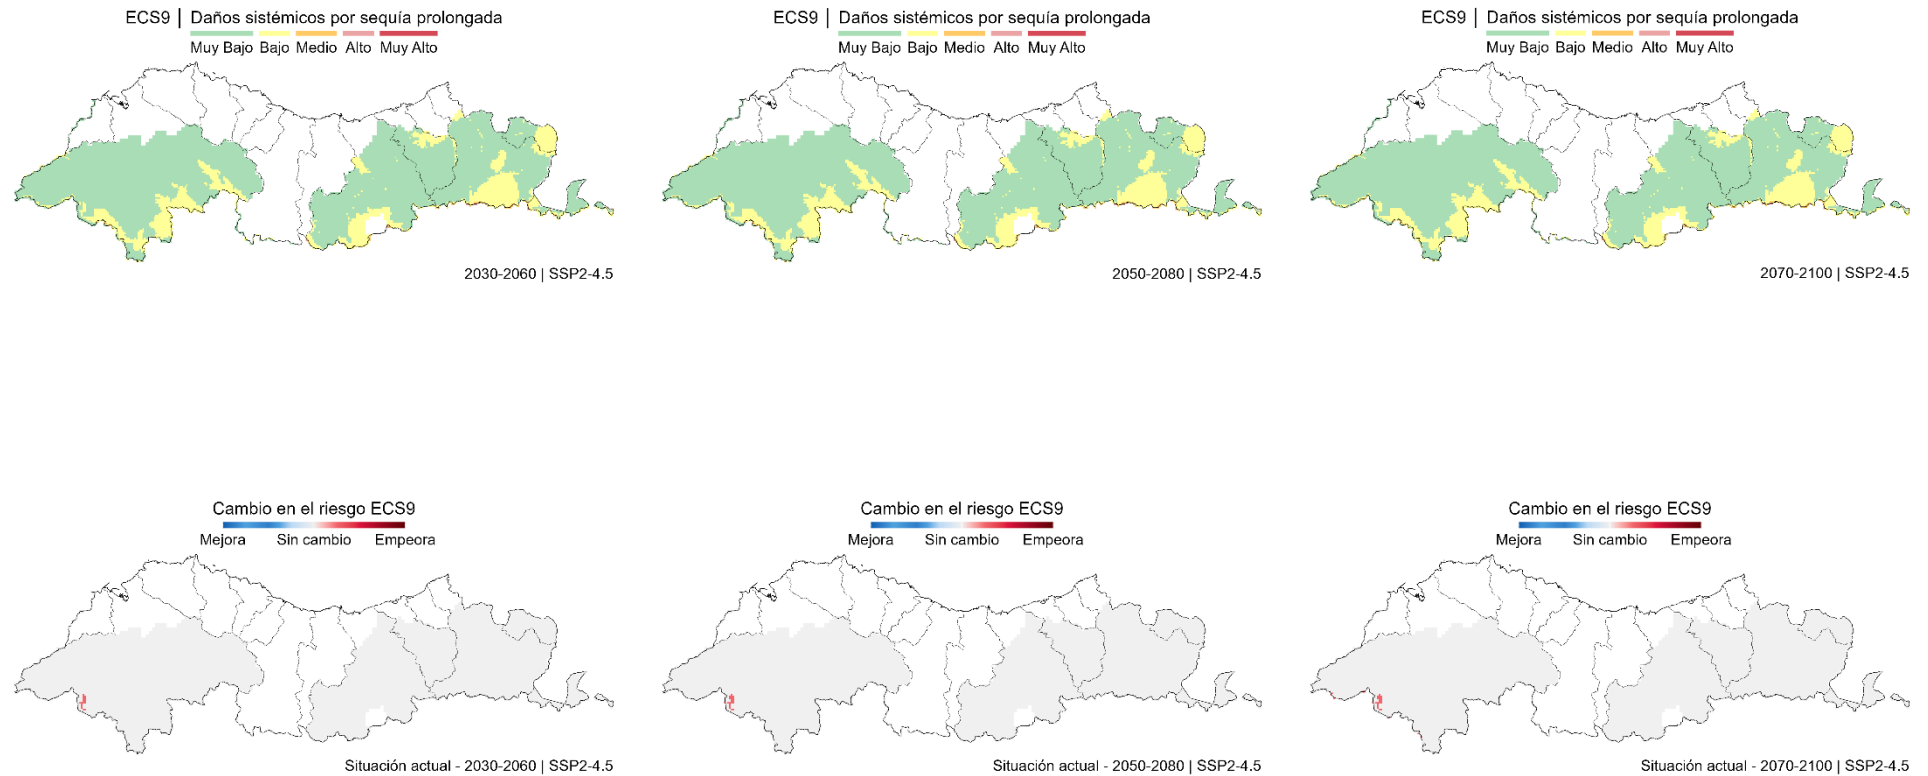 ECS9 | Daños sistémicos por sequía prolongada
Muy Bajo Bajo Medio Alto Muy Alto
2030-2060 | SSP2-4.5
ECS9 | Daños sistémicos por sequía prolongada
Muy Bajo Bajo Medio Alto Muy Alto
2050-2080 | SSP2-4.5
ECS9 | Daños sistémicos por sequía prolongada
Muy Bajo Bajo Medio Alto Muy Alto
2070-2100 | SSP2-4.5
Cambio en el riesgo ECS9
Mejora Sin cambio Empeora
Situación actual - 2030-2060 | SSP2-4.5
Cambio en el riesgo ECS9
Mejora Sin cambio Empeora
Situación actual - 2050-2080 | SSP2-4.5
Cambio en el riesgo ECS9
Mejora Sin cambio Empeora
Situación actual - 2070-2100 | SSP2-4.5